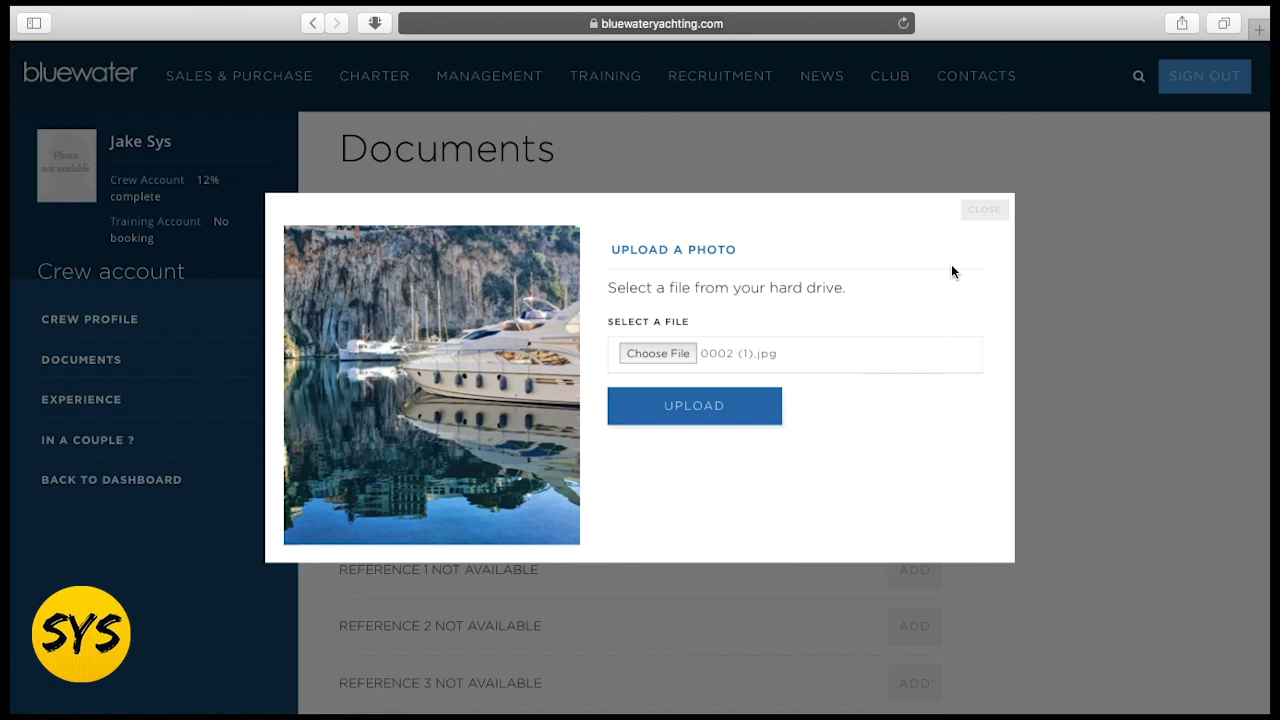 bluewateryachting.com
bluewater
SALES & PURCHASE
CHARTER
MANAGEMENT
TRAINING
RECRUITMENT
NEWS
CLUB
CONTACTS
SIGN OUT
Photo
not available
Jake Sys
Crew Account 12%
complete
Training Account No
booking
Crew account
CREW PROFILE
DOCUMENTS
EXPERIENCE
IN A COUPLE ?
BACK TO DASHBOARD
SYS
Documents
CLOSE
UPLOAD A PHOTO
Select a file from your hard drive.
SELECT A FILE
Choose File 0002 (1).jpg
UPLOAD
REFERENCE 1 NOT AVAILABLE ADD
REFERENCE 2 NOT AVAILABLE ADD
REFERENCE 3 NOT AVAILABLE ADD